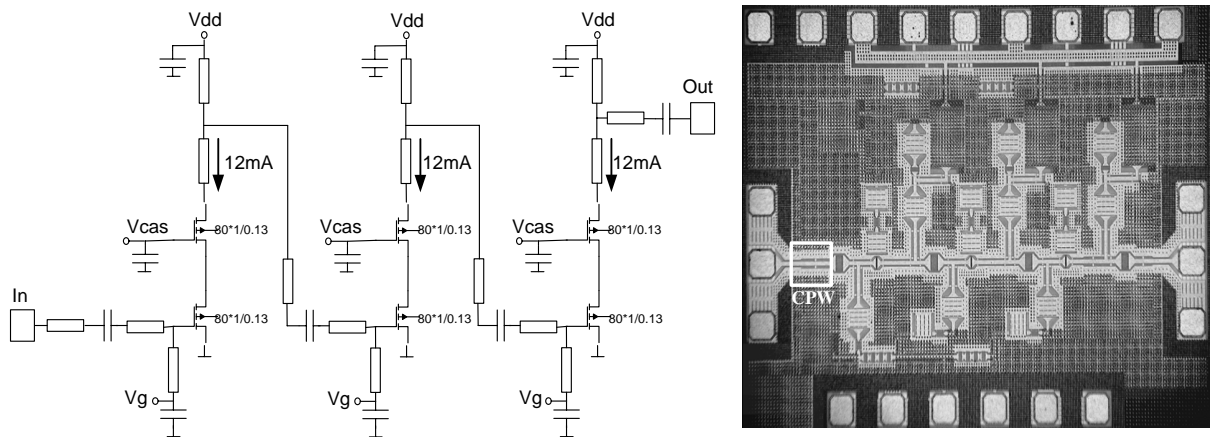 Vdd Vdd Vdd
Out
12mA 12mA 12mA
Vcas 80*1/0.13 Vcas 80*1/0.13 Vcas 80*1/0.13
In
80*1/0.13 80*1/0.13 80*1/0.13
Vg Vg Vg
CPW